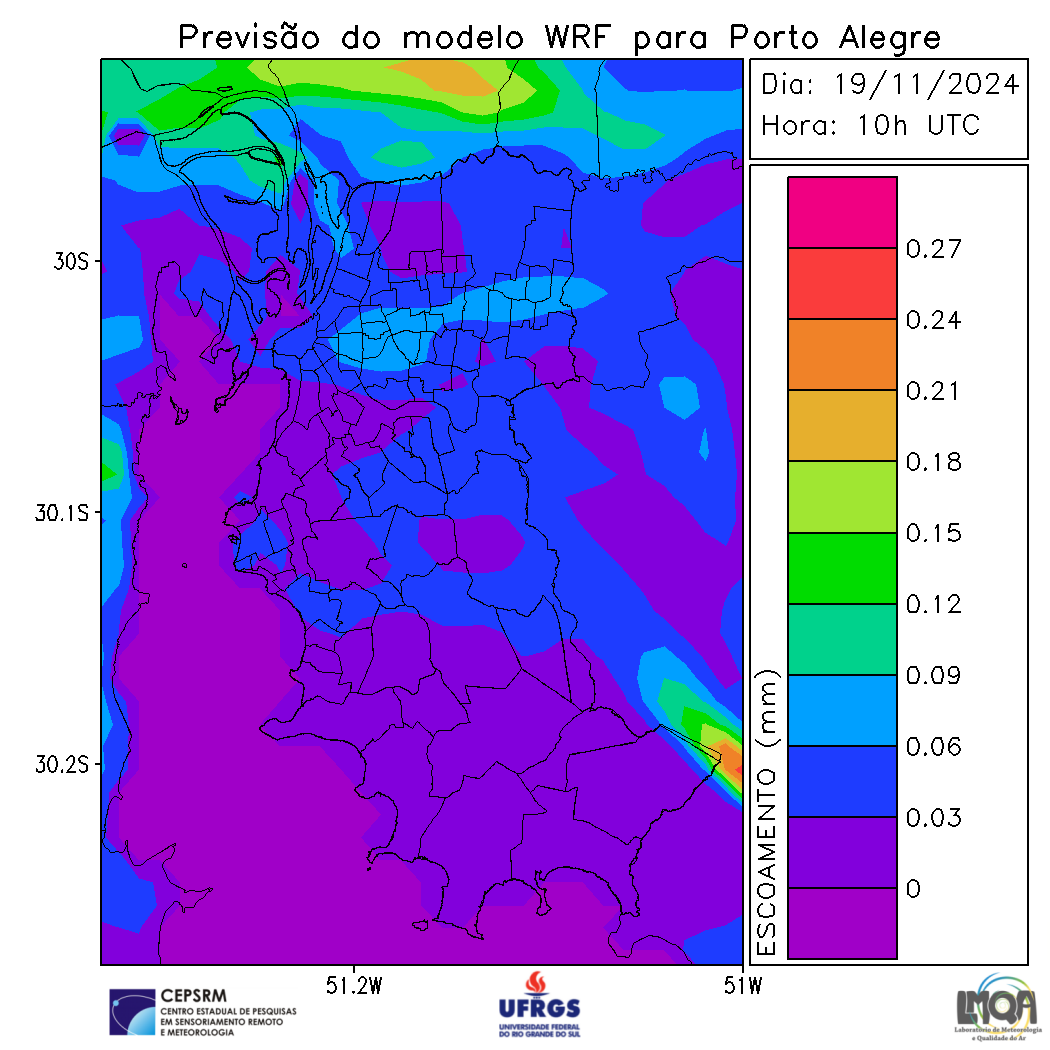 Previsão do modelo WRF para Porto Alegre
Dia: 19/11/2024
Hora: 10h UTC
30S
30.1S
30.2S
51.2W
51W
ESCOAMENTO (mm)
0.27
0.24
0.21
0.18
0.15
0.12
0.09
0.06
0.03
0
CEPSRM
CENTRO ESTADUAL DE PESQUISAS
EM SENSORIAMENTO REMOTO
E METEOROLOGIA
UFRGS
UNIVERSIDADE FEDERAL
DO RIO GRANDE DO SUL
LMQA
Laboratório de Meteorologia
e Qualidade do Ar